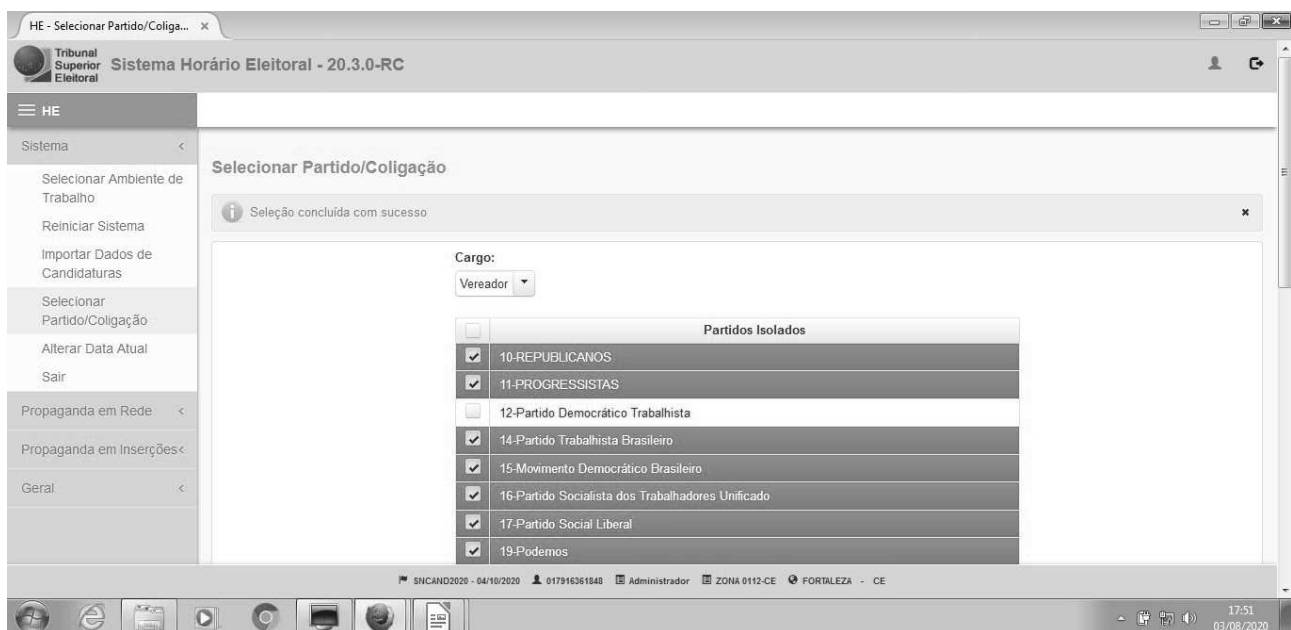 HE - Selecionar Partido/Coliga...
Tribunal
Superior
Eleitoral
Sistema Horário Eleitoral - 20.3.0-RC
HE
Sistema
Selecionar Ambiente de
Trabalho
Reiniciar Sistema
Importar Dados de
Candidaturas
Selecionar
Partido/Coligação
Alterar Data Atual
Sair
Propaganda em Rede
Propaganda em Inserções
Geral
Selecionar Partido/Coligação
Seleção concluída com sucesso
Cargo:
Vereador
Partidos Isolados
10-REPUBLICANOS
11-PROGRESSISTAS
12-Partido Democrático Trabalhista
14-Partido Trabalhista Brasileiro
15-Movimento Democrático Brasileiro
16-Partido Socialista dos Trabalhadores Unificado
17-Partido Social Liberal
19-Podemos
SNCAND2020 - 04/10/2020 017916361848 Administrador ZONA 0112-CE FORTALEZA - CE
17:51
03/08/2020